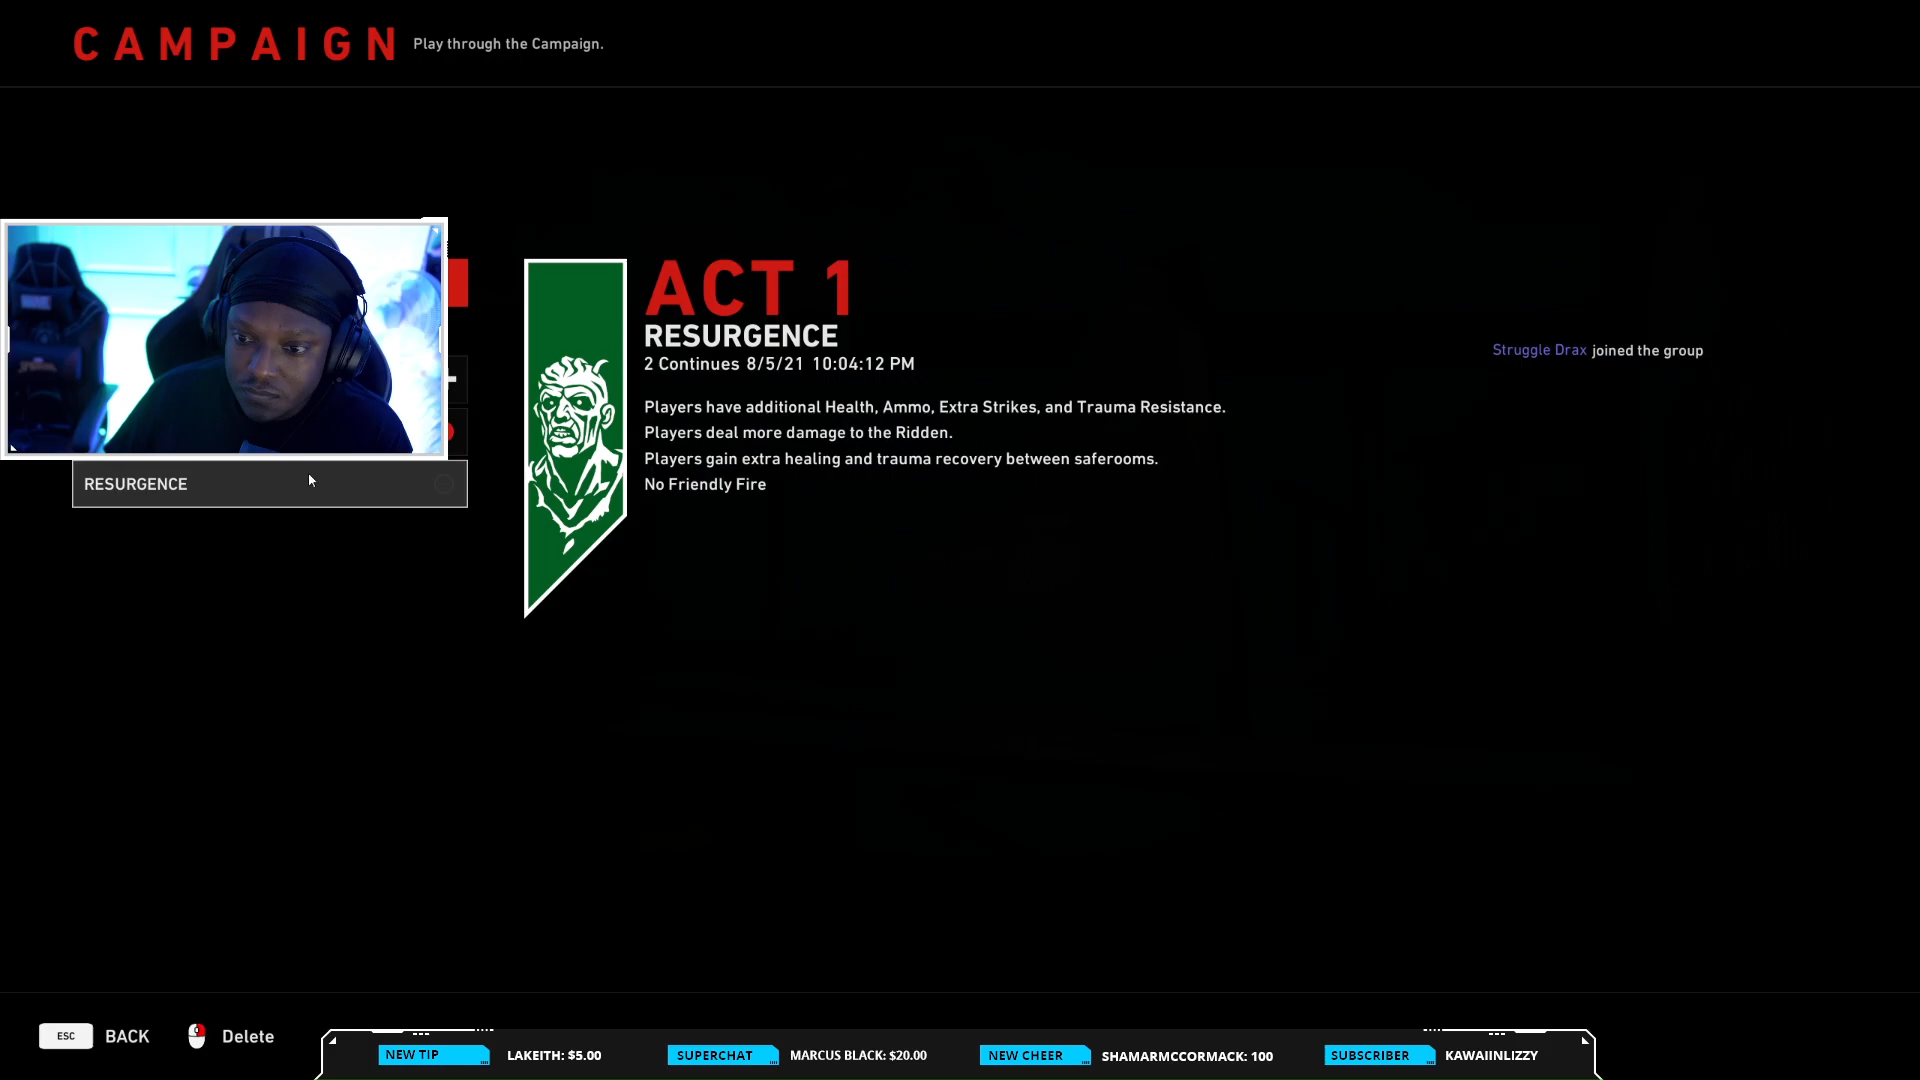 CAMPAIGN Play through the Campaign.
ACT 1
RESURGENCE
2 Continues 8/5/21 10:04:12 PM
Struggle Drax joined the group
Players have additional Health, Ammo, Extra Strikes, and Trauma Resistance.
Players deal more damage to the Ridden.
Players gain extra healing and trauma recovery between saferooms.
No Friendly Fire
RESURGENCE
ESC BACK Delete
NEW TIP LAKEITH: $5.00 SUPERCHAT MARCUS BLACK: $20.00 NEW CHEER SHAMARMCCORMACK: 100 SUBSCRIBER KAWAIINLIZZY